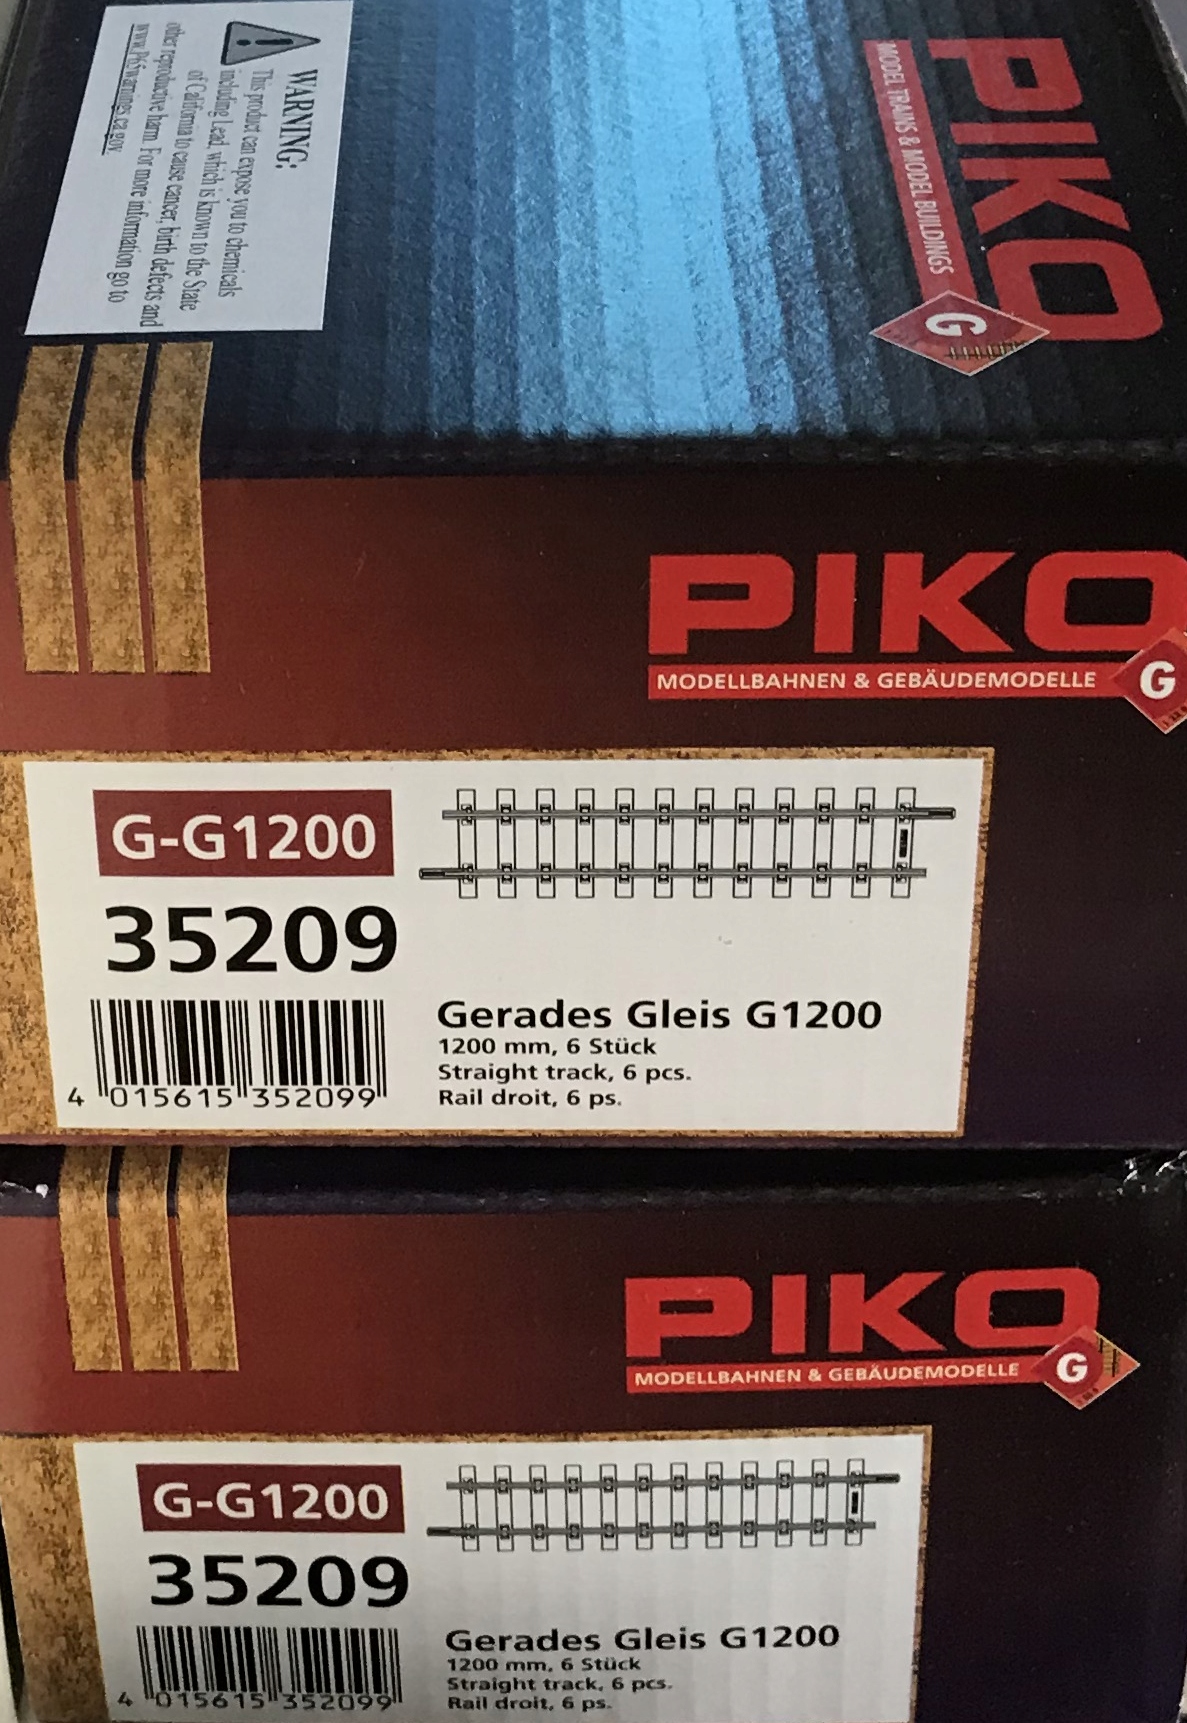 WARNING:
This product can expose you to chemicals
including Lead, which is known to the State
of California to cause cancer, birth defects and
other reproductive harm. For more information go to
www.P65warnings.ca.gov.
PIKO
MODEL TRAINS & MODEL BUILDINGS
G
PIKO
MODELLBAHNEN & GEBÄUDEMODELLE
G
G-G1200
35209
4 015615 352099
Gerades Gleis G1200
1200 mm, 6 Stück
Straight track, 6 pcs.
Rail droit, 6 ps.
PIKO
MODELLBAHNEN & GEBÄUDEMODELLE
G
G-G1200
35209
4 015615 352099
Gerades Gleis G1200
1200 mm, 6 Stück
Straight track, 6 pcs.
Rail droit, 6 ps.